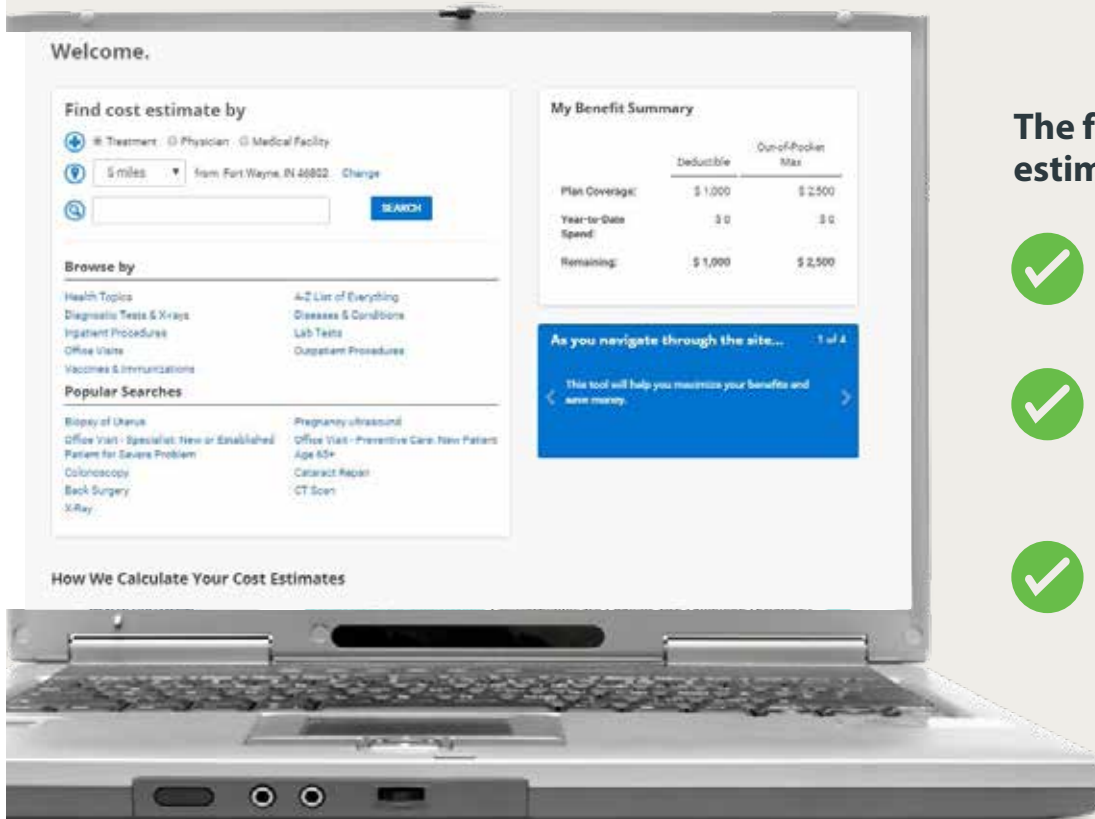 Welcome.
Find cost estimate by
Treatment Physician Medical Facility
5 miles from Fort Wayne, IN 46802 Change
SEARCH
Browse by
Health Topics
A-Z List of Everything
Diagnostic Tests & X-rays
Diseases & Conditions
Inpatient Procedures
Lab Tests
Office Visits
Outpatient Procedures
Vaccines & Immunizations
Popular Searches
Biopsy of Uterus
Pregnancy ultrasound
Office Visit - Specialist: New or Established
Patient for Severe Problem
Office Visit - Preventive Care: New Patient
Age 65+
Colonoscopy
Cataract Repair
Back Surgery
CT Scan
X-Ray
How We Calculate Your Cost Estimates
My Benefit Summary
Deductible
Out-of-Pocket
Max
Plan Coverage: $ 1,000 $ 2,500
Year-to-Date
Spend: $ 0 $ 0
Remaining: $ 1,000 $ 2,500
As you navigate through the site... 1 of 4
This tool will help you maximize your benefits and
save money.
The f
estim